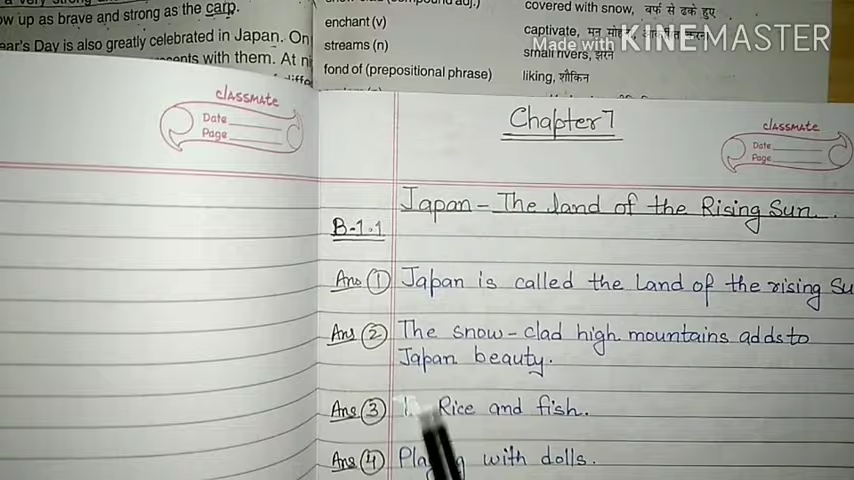 ow up as brave and strong as the carp.
ear's Day is also greatly celebrated in Japan. On
with them. At ni
enchant (v)
streams (n)
fond of (prepositional phrase)
covered with snow, बर्फ से ढके हुए
captivate, मन मोहना,
small rivers, झरने
liking, शौकिन
Made with KINEMASTER
classmate
Date
Page
classmate
Date
Page
Chapter 7
Japan - The land of the Rising Sun.
B-1.1
Ans 1 Japan is called the Land of the rising Su
Ans 2 The snow-clad high mountains adds to
Japan beauty.
Ans 3 Rice and fish.
Ans 4 Playing with dolls.